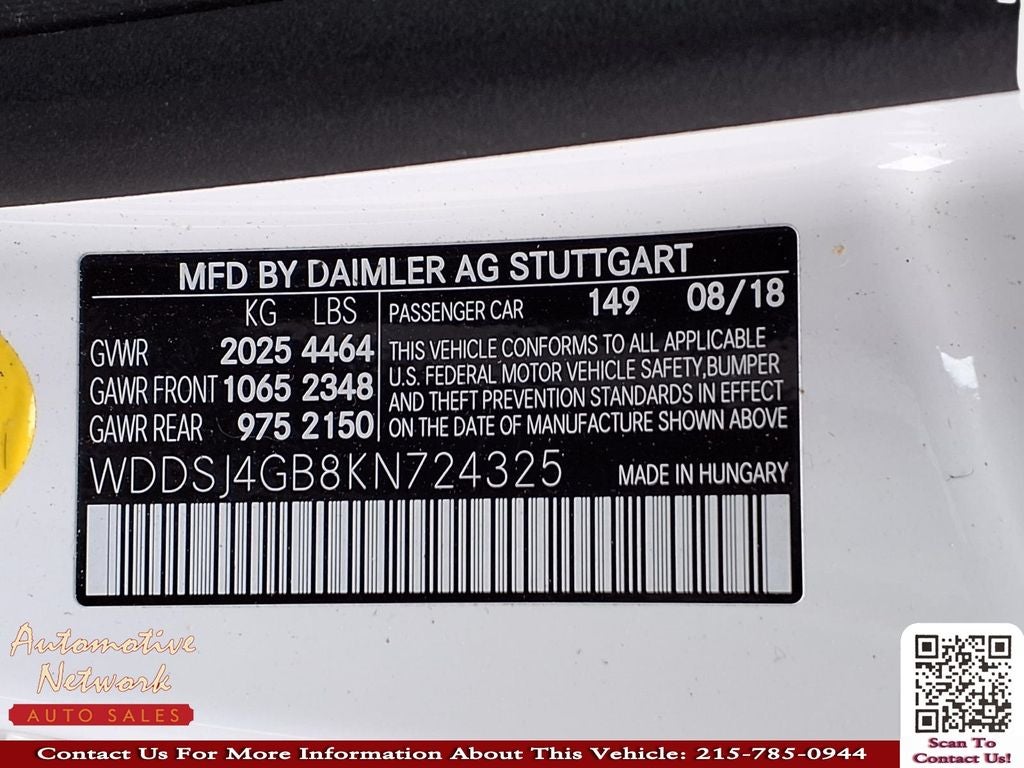 MFD BY DAIMLER AG STUTTGART
KG LBS
GVWR 2025 4464
GAWR FRONT 1065 2348
GAWR REAR 975 2150
PASSENGER CAR 149 08/18
THIS VEHICLE CONFORMS TO ALL APPLICABLE
U.S. FEDERAL MOTOR VEHICLE SAFETY,BUMPER
AND THEFT PREVENTION STANDARDS IN EFFECT
ON THE DATE OF MANUFACTURE SHOWN ABOVE
WDDSJ4GB8KN724325 MADE IN HUNGARY
Automotive
Network
AUTO SALES
Contact Us For More Information About This Vehicle: 215-785-0944
Scan To
Contact Us!